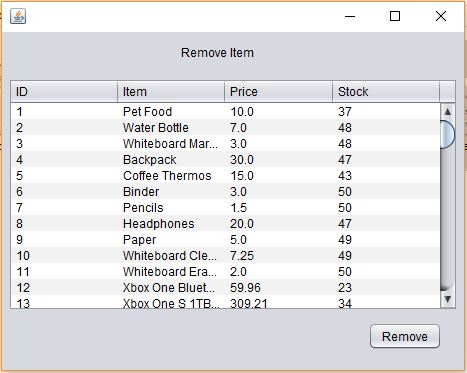 Remove Item
ID Item Price Stock
1 Pet Food 10.0 37
2 Water Bottle 7.0 48
3 Whiteboard Mar... 3.0 48
4 Backpack 30.0 47
5 Coffee Thermos 15.0 43
6 Binder 3.0 50
7 Pencils 1.5 50
8 Headphones 20.0 47
9 Paper 5.0 49
10 Whiteboard Cle... 7.25 49
11 Whiteboard Era... 2.0 50
12 Xbox One Bluet... 59.96 23
13 Xbox One S 1TB... 309.21 34
Remove